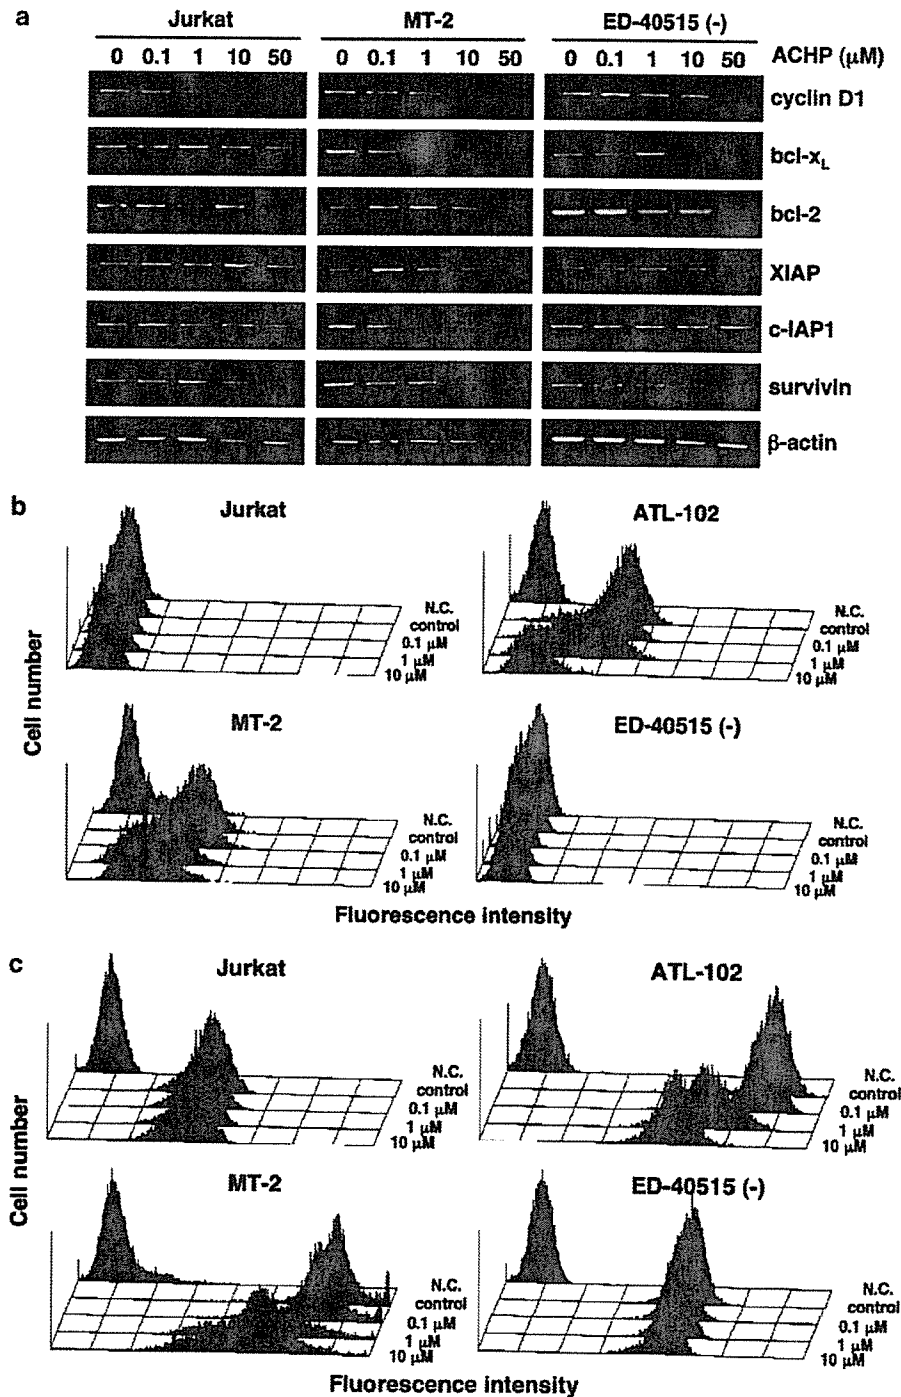 a
Jurkat MT-2 ED-40515 (-)
0 0.1 1 10 50 0 0.1 1 10 50 0 0.1 1 10 50 ACHP (μM)
cyclin D1
bcl-xL
bcl-2
XIAP
c-IAP1
survivin
β-actin
b
Jurkat
N.C.
control
0.1 μM
1 μM
10 μM
ATL-102
N.C.
control
0.1 μM
1 μM
10 μM
Cell number
MT-2
N.C.
control
0.1 μM
1 μM
10 μM
ED-40515 (-)
N.C.
control
0.1 μM
1 μM
10 μM
Fluorescence intensity
c
Jurkat
N.C.
control
0.1 μM
1 μM
10 μM
ATL-102
N.C.
control
0.1 μM
1 μM
10 μM
Cell number
MT-2
N.C.
control
0.1 μM
1 μM
10 μM
ED-40515 (-)
N.C.
control
0.1 μM
1 μM
10 μM
Fluorescence intensity